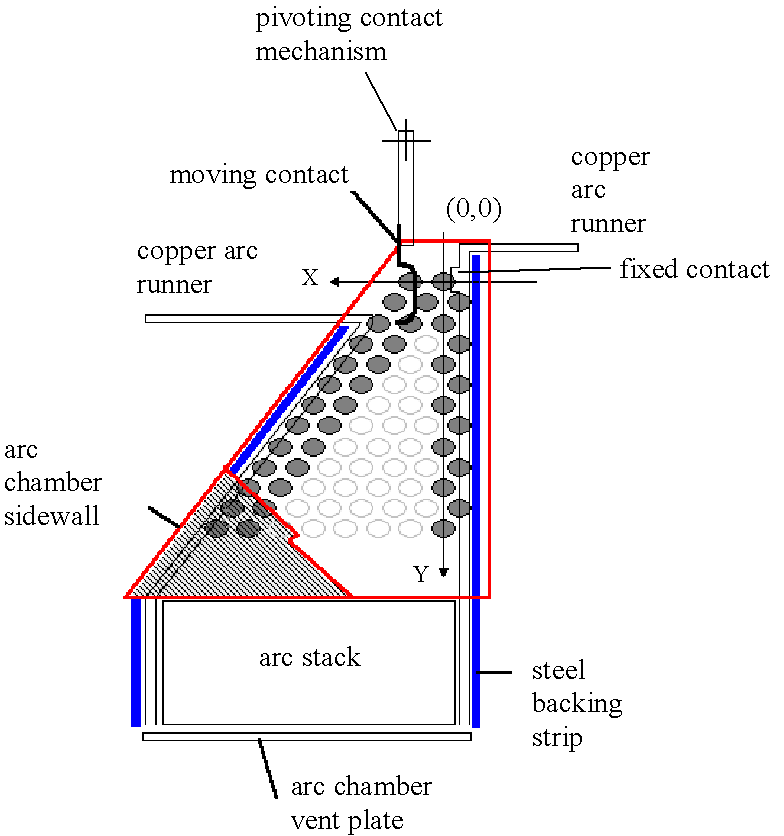 pivoting contact
mechanism
copper
arc
runner
moving contact
(0,0)
copper arc
runner
X
fixed contact
arc
chamber
sidewall
Y
arc stack
steel
backing
strip
arc chamber
vent plate